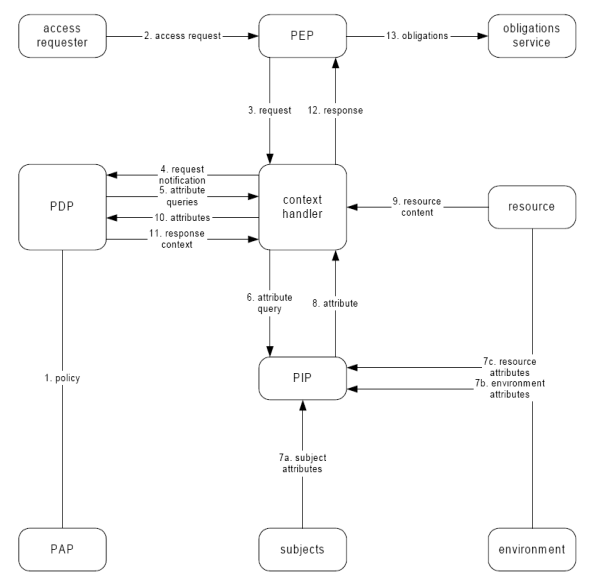 access
requester
2. access request
PEP
13. obligations
obligations
service
3. request
12. response
4. request
notification
5. attribute
queries
PDP
10. attributes
11. response
context
context
handler
9. resource
content
resource
6. attribute
query
8. attribute
1. policy
7c. resource
attributes
PIP
7b. environment
attributes
7a. subject
attributes
PAP
subjects
environment